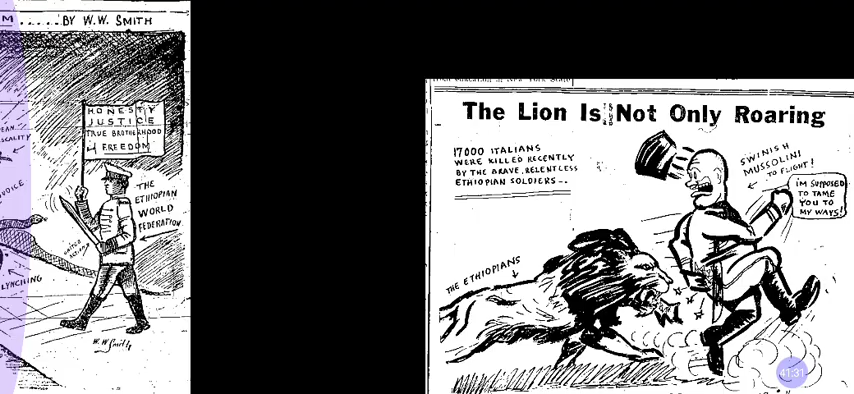 BY W.W. SMITH
HONESTY
JUSTICE
TRUE BROTHERHOOD
& FREEDOM
THE
ETHIOPIAN
WORLD
FEDERATION
LYNCHING
W.W. Smith
The Lion Is Not Only Roaring
17000 ITALIANS
WERE KILLED RECENTLY
BY THE BRAVE, RELENTLESS
ETHIOPIAN SOLDIERS
SWINISH
MUSSOLINI
TO FLIGHT!
I'M SUPPOSED
TO TAME
YOU TO
MY WAYS!
THE ETHIOPIANS
41:31